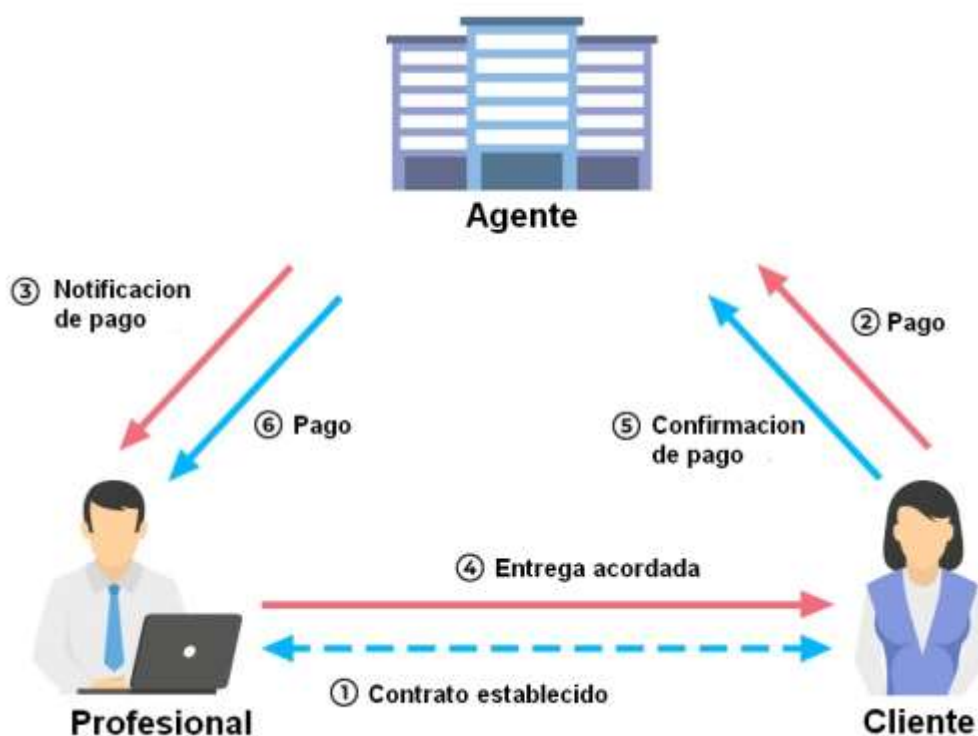 Agente
③ Notificacion
de pago
② Pago
⑥ Pago
⑤ Confirmacion
de pago
④ Entrega acordada
① Contrato establecido
Profesional
Cliente